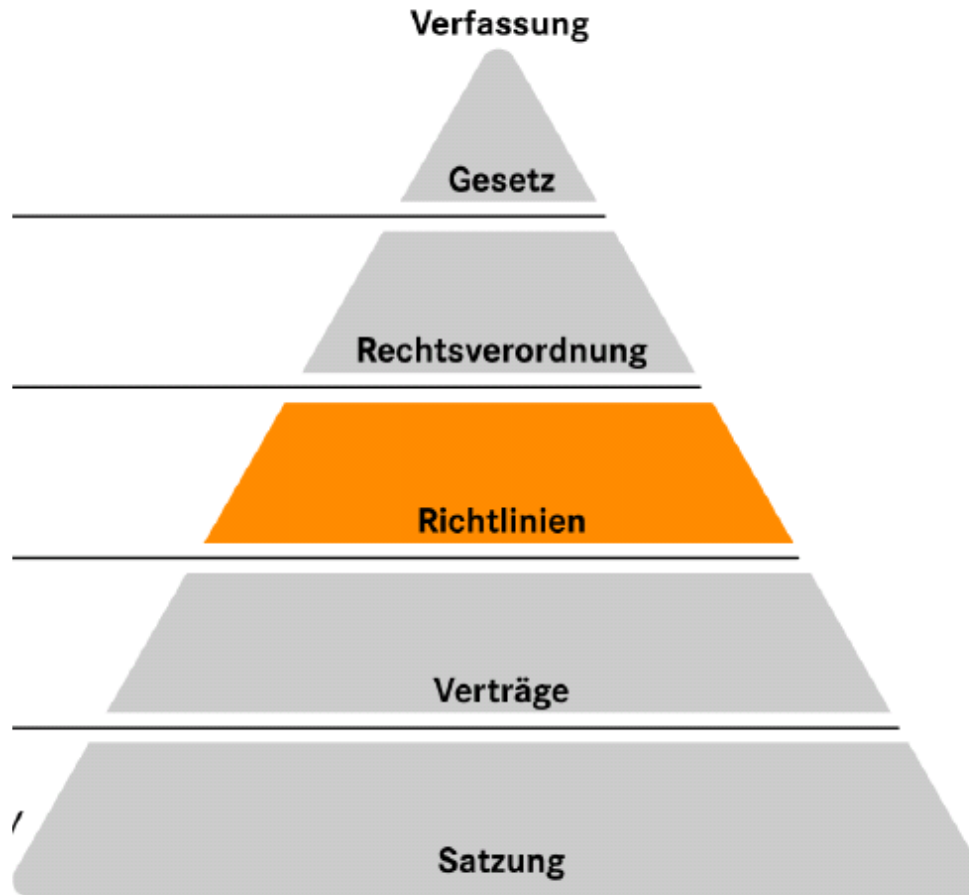 Verfassung
Gesetz
Rechtsverordnung
Richtlinien
Verträge
/
Satzung